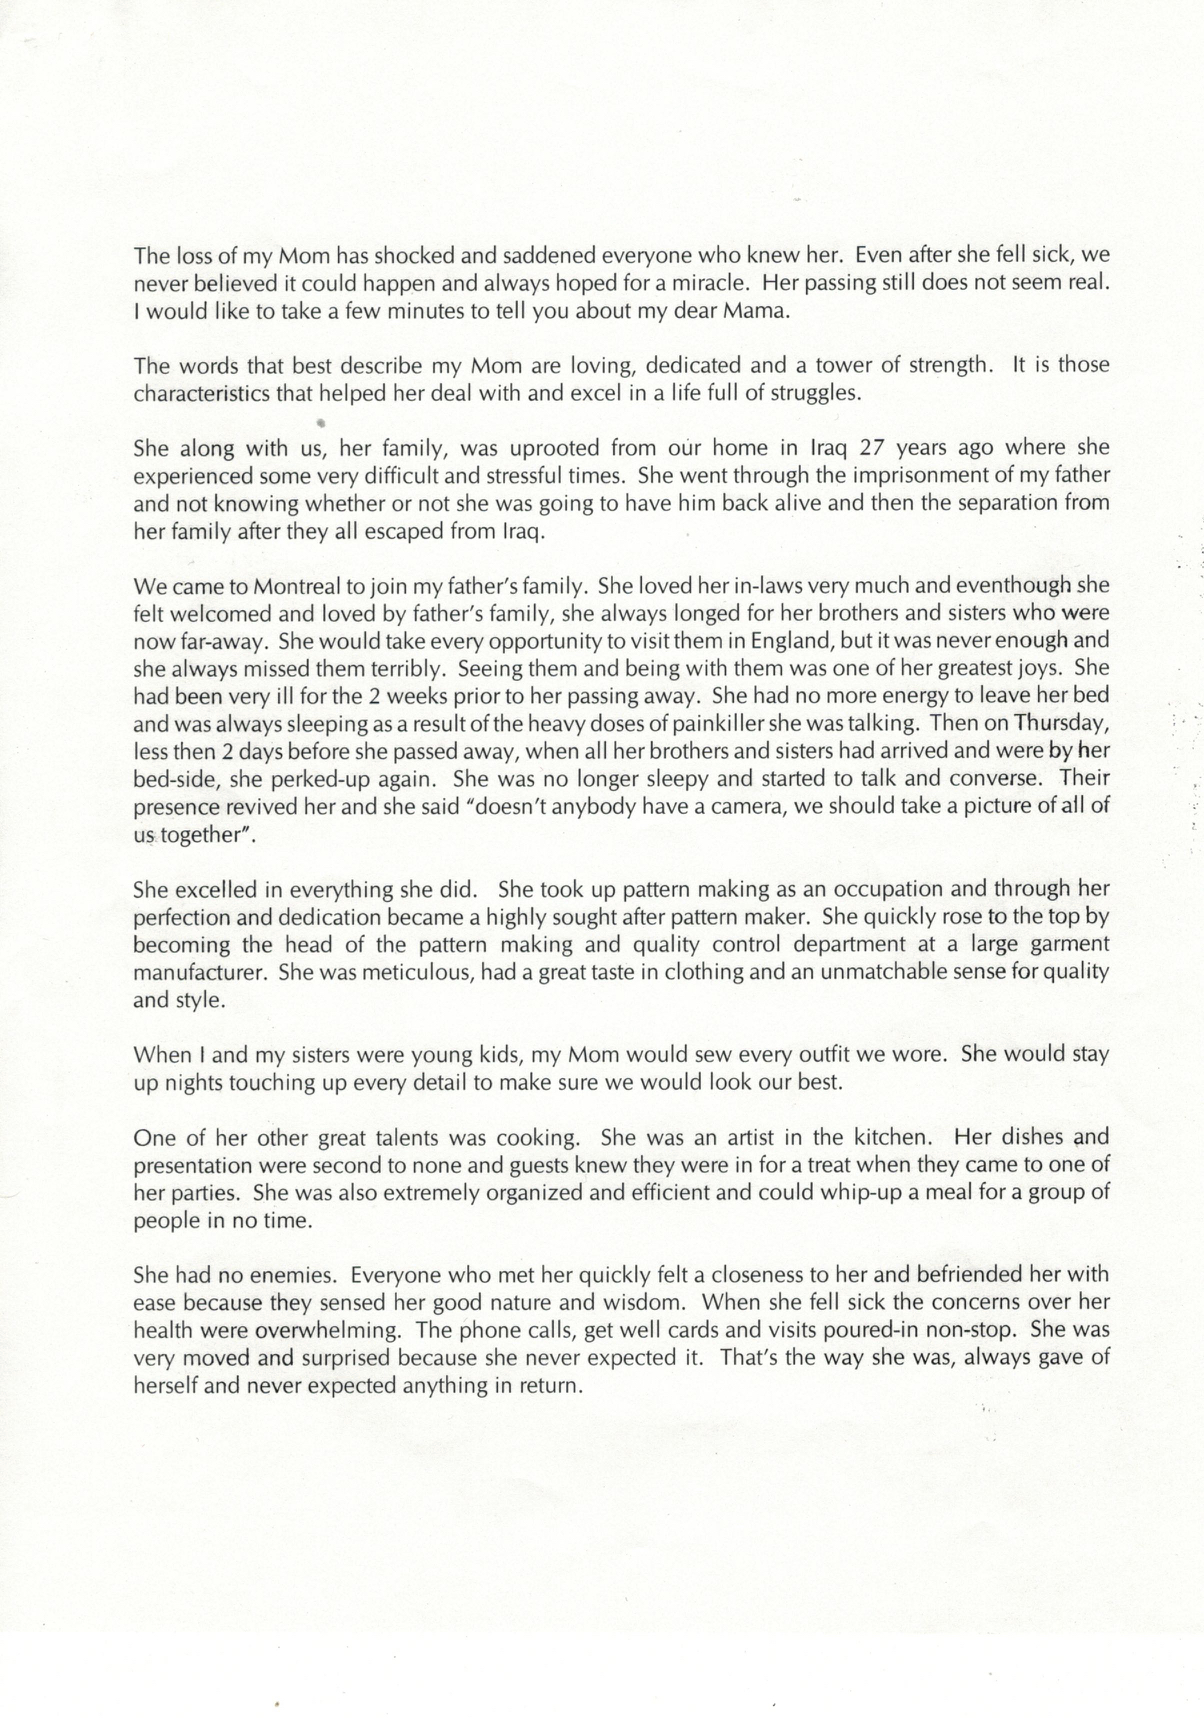 The loss of my Mom has shocked and saddened everyone who knew her. Even after she fell sick, we
never believed it could happen and always hoped for a miracle. Her passing still does not seem real.
I would like to take a few minutes to tell you about my dear Mama.
The words that best describe my Mom are loving, dedicated and a tower of strength. It is those
characteristics that helped her deal with and excel in a life full of struggles.
She along with us, her family, was uprooted from our home in Iraq 27 years ago where she
experienced some very difficult and stressful times. She went through the imprisonment of my father
and not knowing whether or not she was going to have him back alive and then the separation from
her family after they all escaped from Iraq.
We came to Montreal to join my father's family. She loved her in-laws very much and eventhough she
felt welcomed and loved by father's family, she always longed for her brothers and sisters who were
now far-away. She would take every opportunity to visit them in England, but it was never enough and
she always missed them terribly. Seeing them and being with them was one of her greatest joys. She
had been very ill for the 2 weeks prior to her passing away. She had no more energy to leave her bed
and was always sleeping as a result of the heavy doses of painkiller she was talking. Then on Thursday,
less then 2 days before she passed away, when all her brothers and sisters had arrived and were by her
bed-side, she perked-up again. She was no longer sleepy and started to talk and converse. Their
presence revived her and she said "doesn't anybody have a camera, we should take a picture of all of
us together".
She excelled in everything she did. She took up pattern making as an occupation and through her
perfection and dedication became a highly sought after pattern maker. She quickly rose to the top by
becoming the head of the pattern making and quality control department at a large garment
manufacturer. She was meticulous, had a great taste in clothing and an unmatchable sense for quality
and style.
When I and my sisters were young kids, my Mom would sew every outfit we wore. She would stay
up nights touching up every detail to make sure we would look our best.
One of her other great talents was cooking. She was an artist in the kitchen. Her dishes and
presentation were second to none and guests knew they were in for a treat when they came to one of
her parties. She was also extremely organized and efficient and could whip-up a meal for a group of
people in no time.
She had no enemies. Everyone who met her quickly felt a closeness to her and befriended her with
ease because they sensed her good nature and wisdom. When she fell sick the concerns over her
health were overwhelming. The phone calls, get well cards and visits poured-in non-stop. She was
very moved and surprised because she never expected it. That's the way she was, always gave of
herself and never expected anything in return.